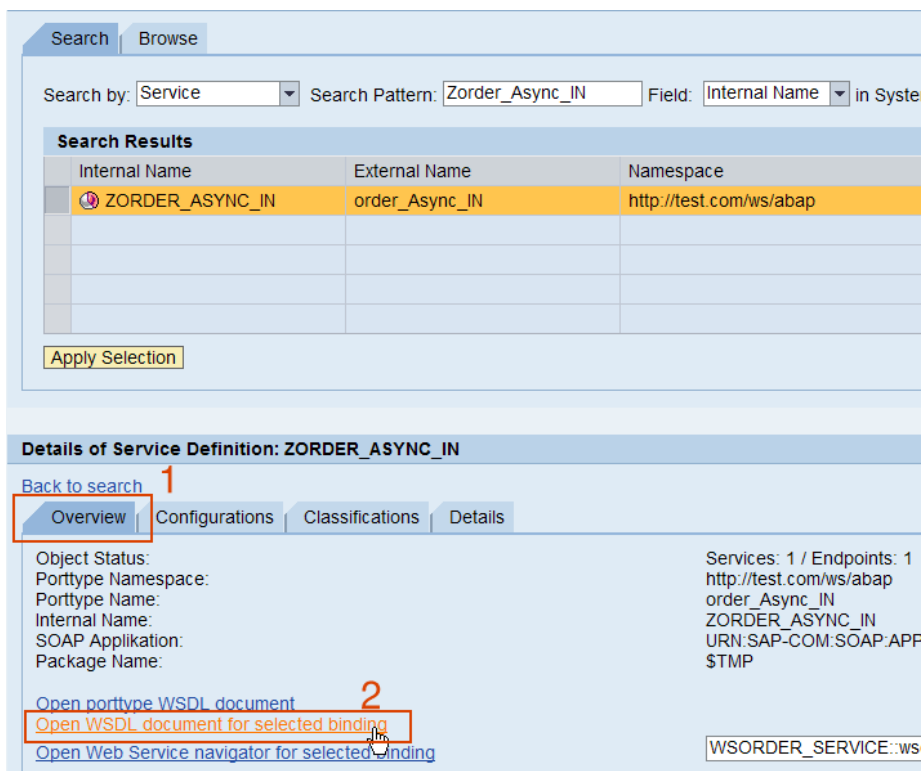 Search Browse
Search by: Service Search Pattern: Zorder_Async_IN Field: Internal Name in Syste
Search Results
Internal Name External Name Namespace
ZORDER_ASYNC_IN order_Async_IN http://test.com/ws/abap
Apply Selection
Details of Service Definition: ZORDER_ASYNC_IN
Back to search 1
Overview Configurations Classifications Details
Object Status: Services: 1 / Endpoints: 1
Porttype Namespace: http://test.com/ws/abap
Porttype Name: order_Async_IN
Internal Name: ZORDER_ASYNC_IN
SOAP Applikation: URN:SAP-COM:SOAP:APP
Package Name: $TMP
Open porttype WSDL document 2
Open WSDL document for selected binding
Open Web Service navigator for selected binding WSORDER_SERVICE::ws